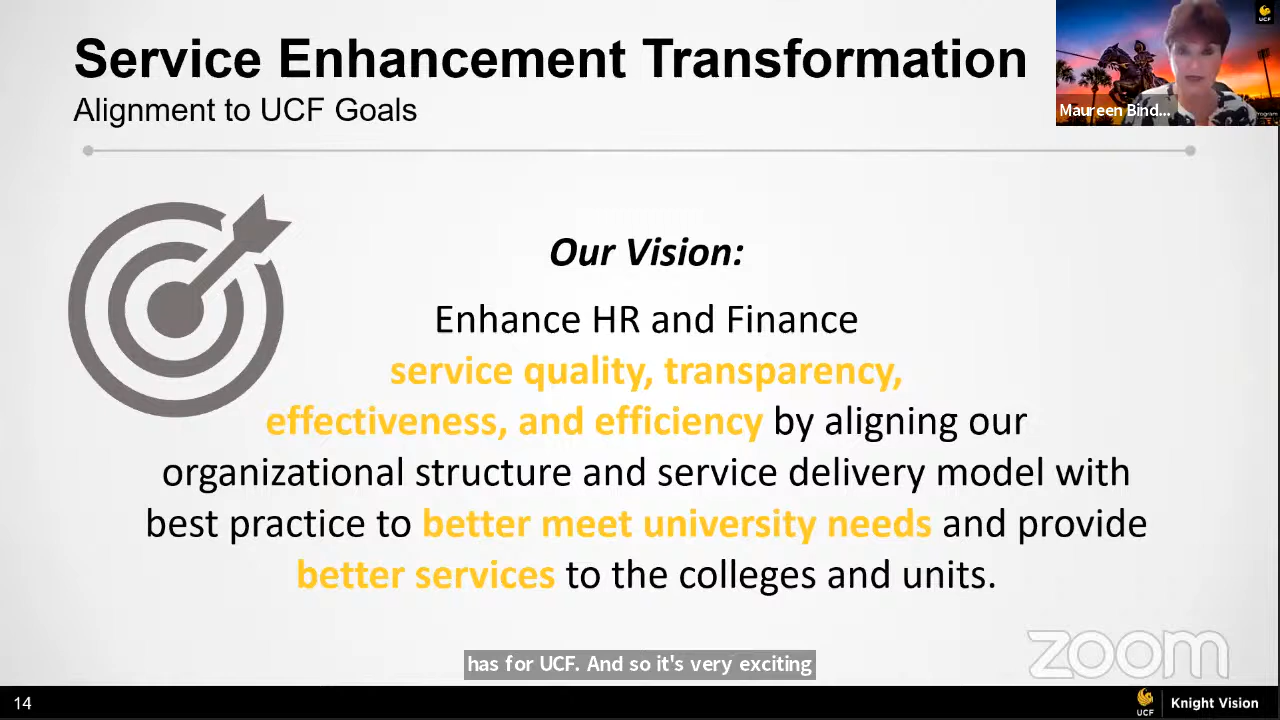 Service Enhancement Transformation
Alignment to UCF Goals
UCF
Maureen Bind...
Our Vision:
Enhance HR and Finance
service quality, transparency,
effectiveness, and efficiency by aligning our
organizational structure and service delivery model with
best practice to better meet university needs and provide
better services to the colleges and units.
has for UCF. And so it's very exciting
zoom
14
UCF
Knight Vision